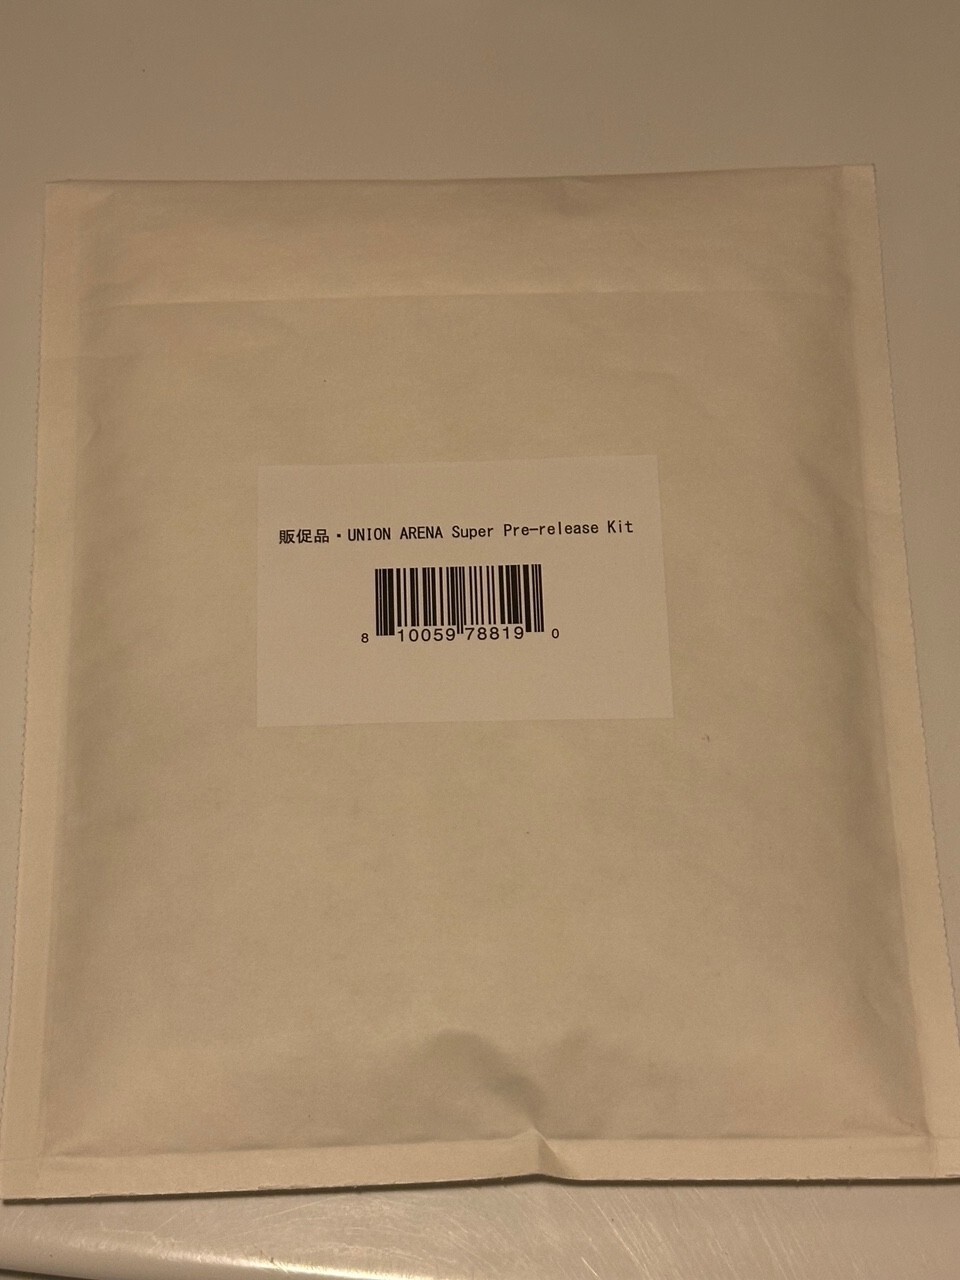 販促品・UNION ARENA Super Pre-release Kit
8 10059 78819 0